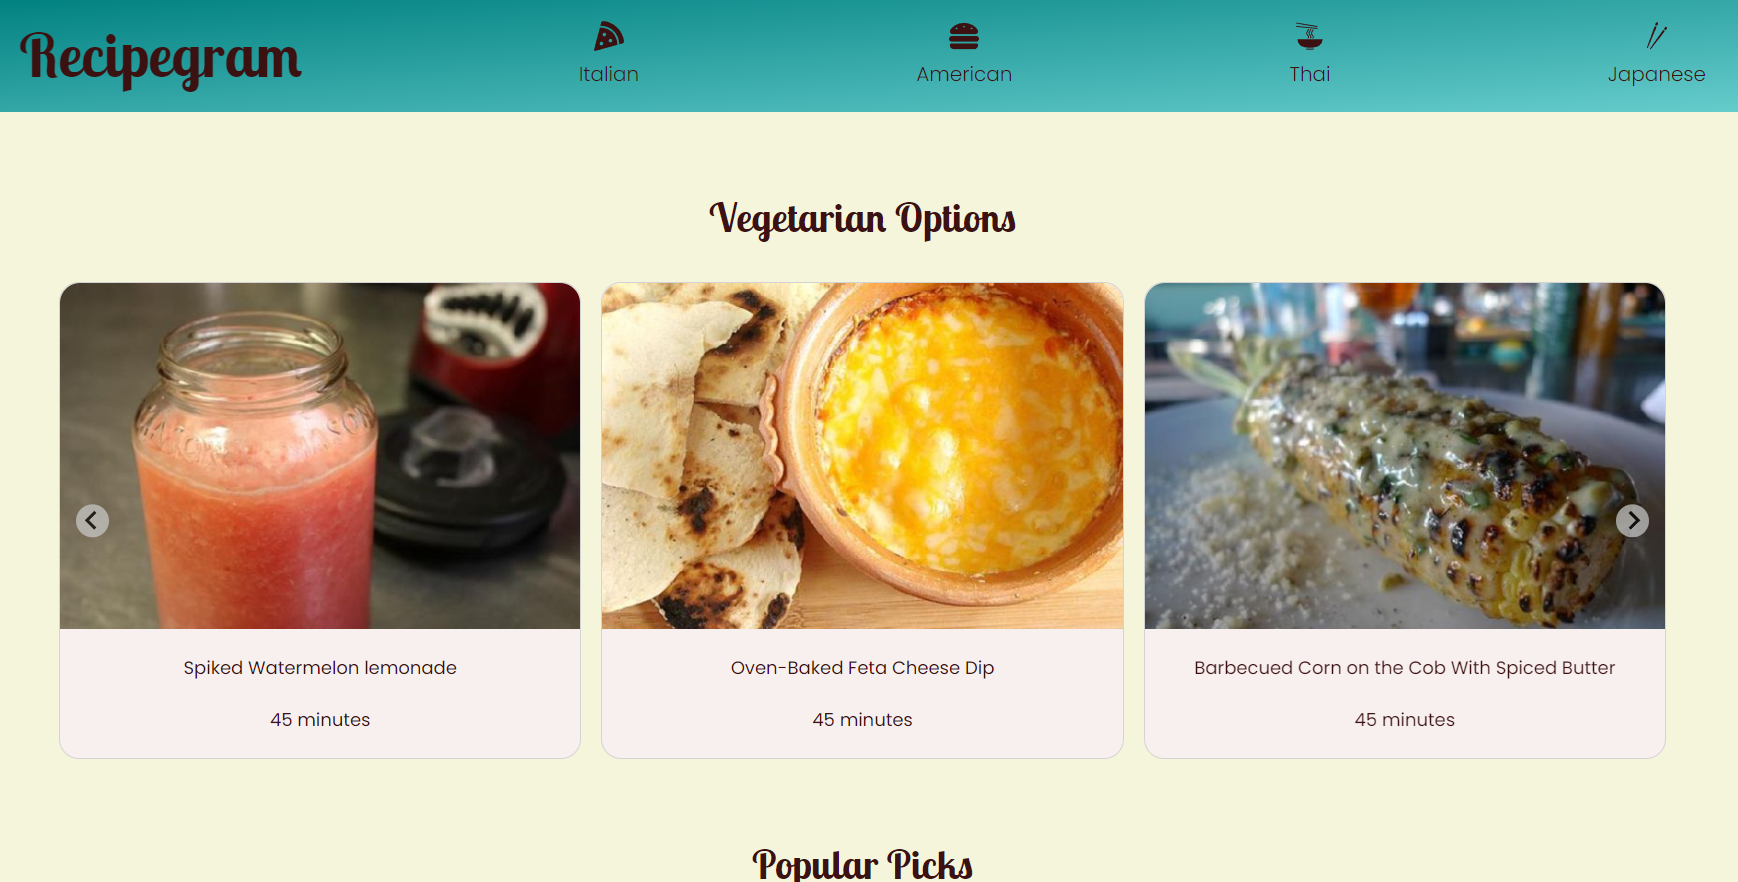 Recipegram
Italian
American
Thai
Japanese
Vegetarian Options
MASON
Spiked Watermelon lemonade
45 minutes
Oven-Baked Feta Cheese Dip
45 minutes
Barbecued Corn on the Cob With Spiced Butter
45 minutes
Popular Picks